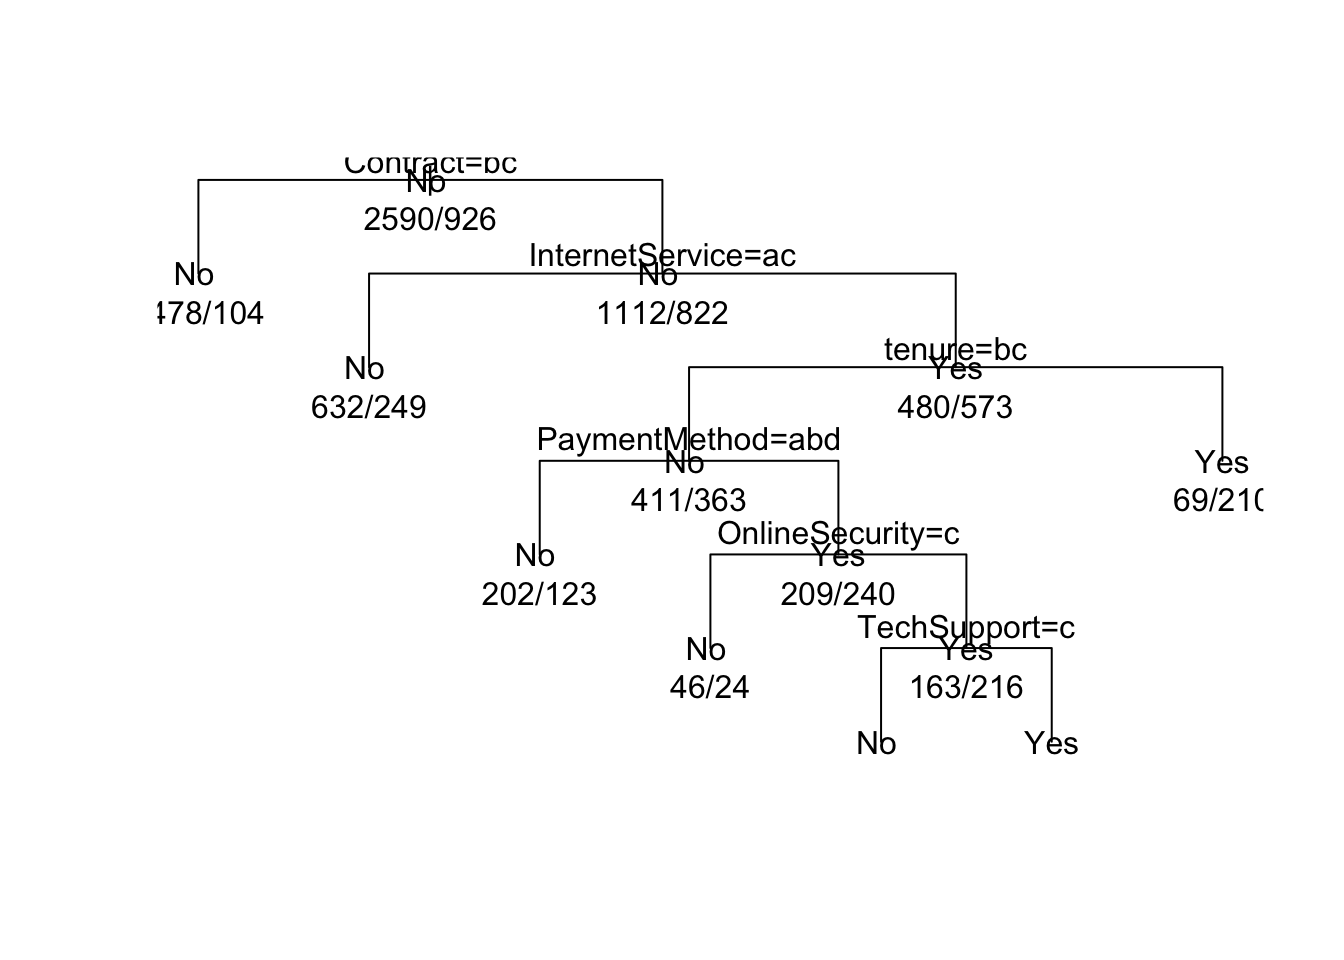 Contract=bc
No
2590/926
InternetService=ac
No
478/104
No
1112/822
tenure=bc
No
632/249
Yes
480/573
PaymentMethod=abd
No
411/363
Yes
69/210
OnlineSecurity=c
No
202/123
Yes
209/240
TechSupport=c
No
46/24
Yes
163/216
No
Yes